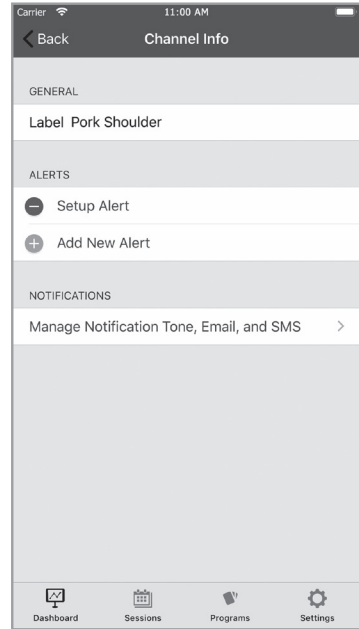 Carrier 11:00 AM
Back Channel Info
GENERAL
Label Pork Shoulder
ALERTS
Setup Alert
Add New Alert
NOTIFICATIONS
Manage Notification Tone, Email, and SMS
Dashboard Sessions Programs Settings